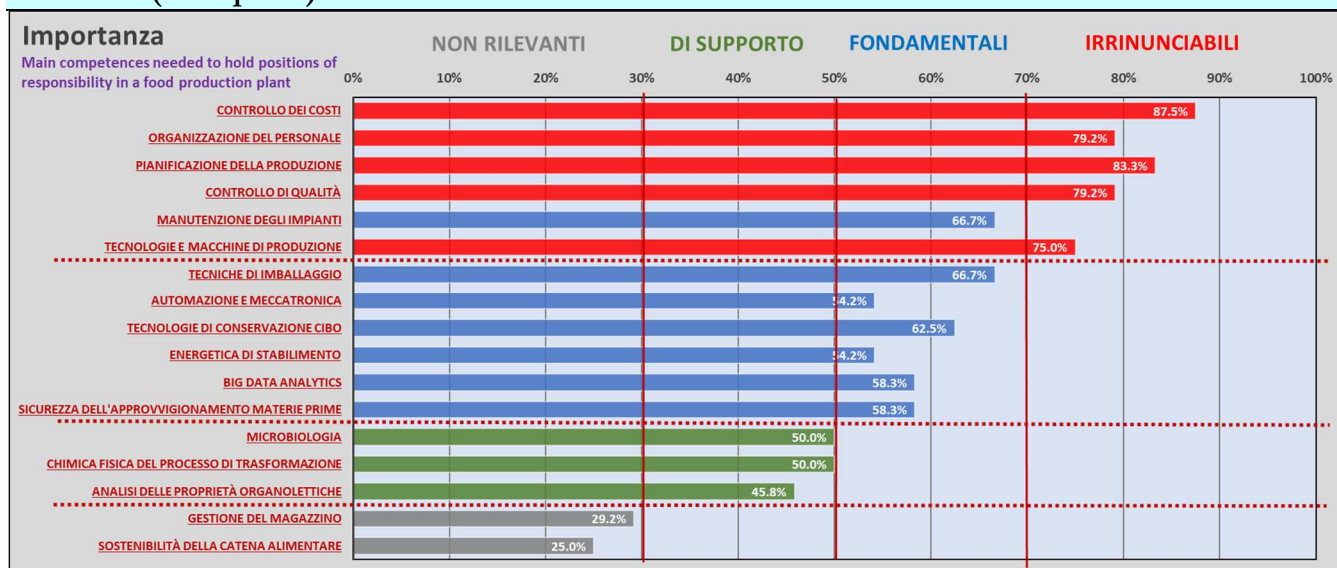 Importanza
NON RILEVANTI DI SUPPORTO FONDAMENTALI IRRINUNCIABILI
Main competences needed to hold positions of
responsibility in a food production plant
0% 10% 20% 30% 40% 50% 60% 70% 80% 90% 100%
CONTROLLO DEI COSTI 87.5%
ORGANIZZAZIONE DEL PERSONALE 79.2%
PIANIFICAZIONE DELLA PRODUZIONE 83.3%
CONTROLLO DI QUALITÀ 79.2%
MANUTENZIONE DEGLI IMPIANTI 66.7%
TECNOLOGIE E MACCHINE DI PRODUZIONE 75.0%
TECNICHE DI IMBALLAGGIO 66.7%
AUTOMAZIONE E MECCATRONICA 54.2%
TECNOLOGIE DI CONSERVAZIONE CIBO 62.5%
ENERGETICA DI STABILIMENTO 54.2%
BIG DATA ANALYTICS 58.3%
SICUREZZA DELL'APPROVVIGIONAMENTO MATERIE PRIME 58.3%
MICROBIOLOGIA 50.0%
CHIMICA FISICA DEL PROCESSO DI TRASFORMAZIONE 50.0%
ANALISI DELLE PROPRIETÀ ORGANOLETTICHE 45.8%
GESTIONE DEL MAGAZZINO 29.2%
SOSTENIBILITÀ DELLA CATENA ALIMENTARE 25.0%